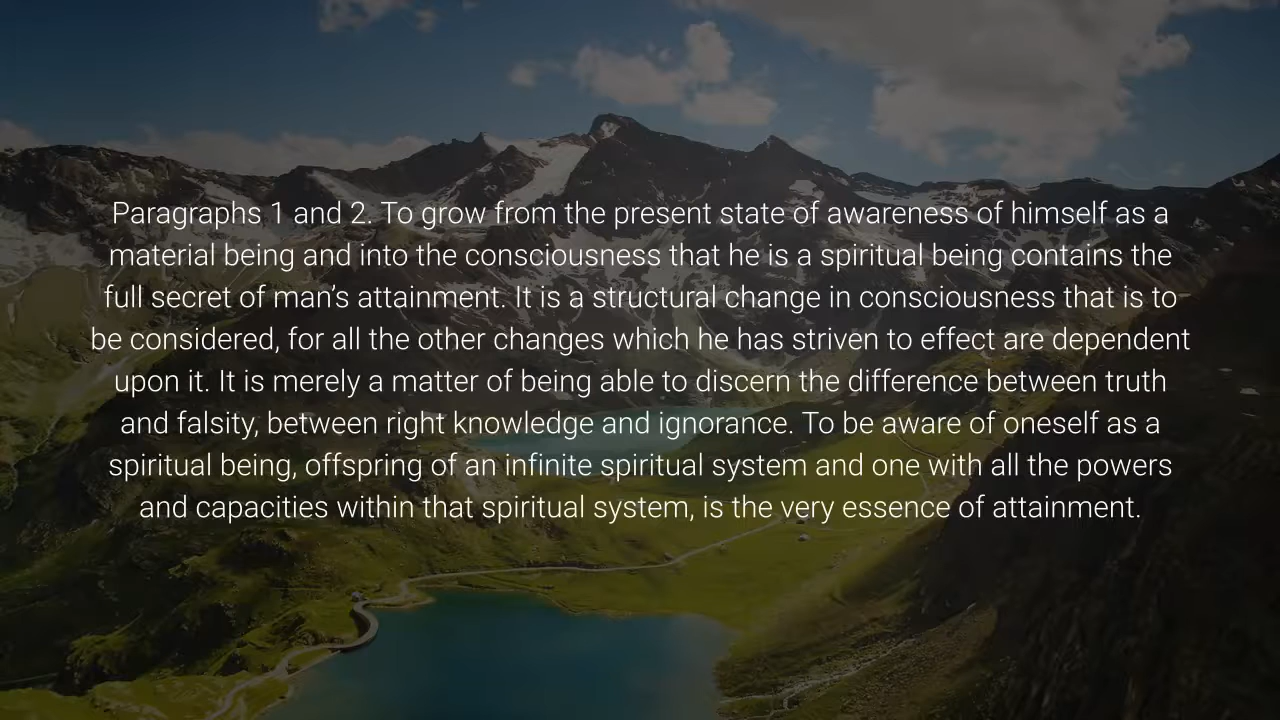 Paragraphs 1 and 2. To grow from the present state of awareness of himself as a
material being and into the consciousness that he is a spiritual being contains the
full secret of man’s attainment. It is a structural change in consciousness that is to
be considered, for all the other changes which he has striven to effect are dependent
upon it. It is merely a matter of being able to discern the difference between truth
and falsity, between right knowledge and ignorance. To be aware of oneself as a
spiritual being, offspring of an infinite spiritual system and one with all the powers
and capacities within that spiritual system, is the very essence of attainment.